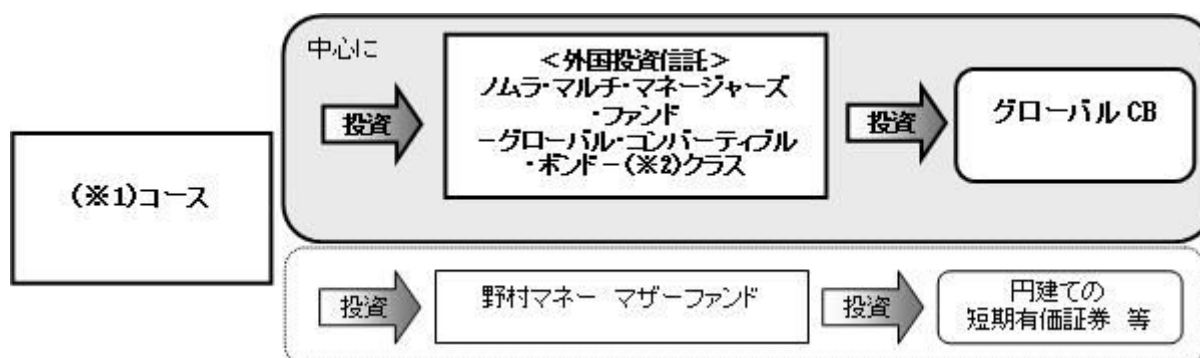 (※1)コース
中心に
投資
＜外国投資信託＞
ノムラ・マルチ・マネージャーズ
・ファンド
－グローバル・コンバーティブル
・ボンド－(※2)クラス
投資
グローバル CB
投資
野村マネー マザーファンド
投資
円建ての
短期有価証券 等